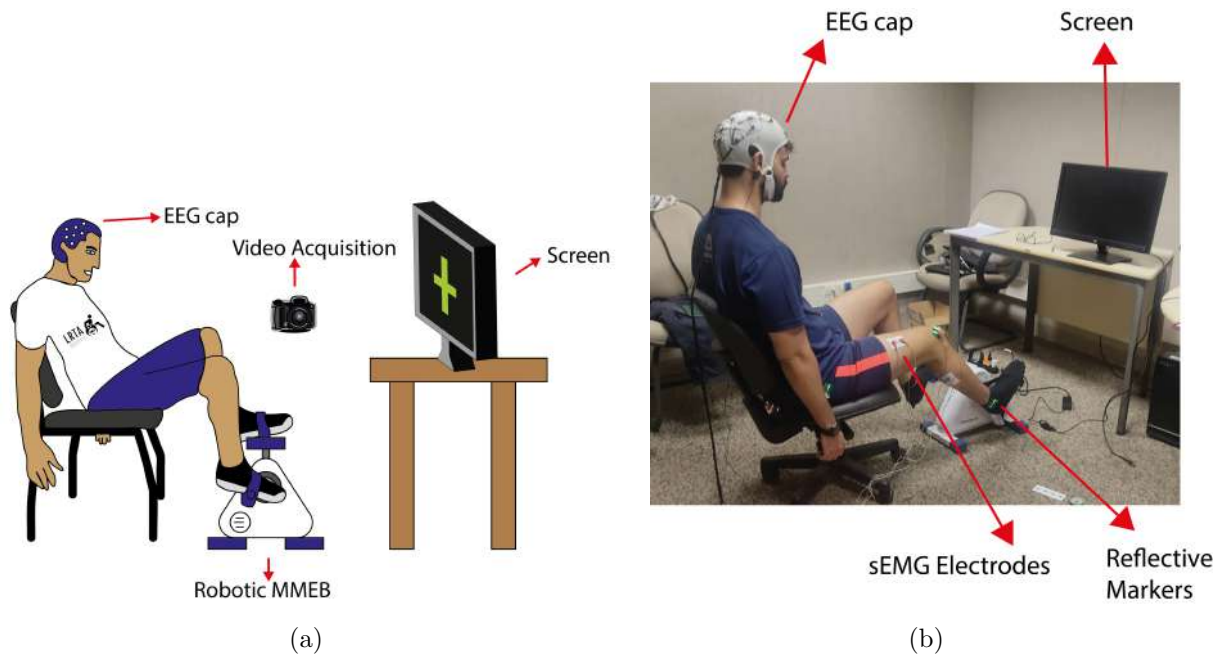 EEG cap
Video Acquisition
Screen
LRTA
Robotic MMEB
(a)
EEG cap
Screen
sEMG Electrodes
Reflective
Markers
(b)